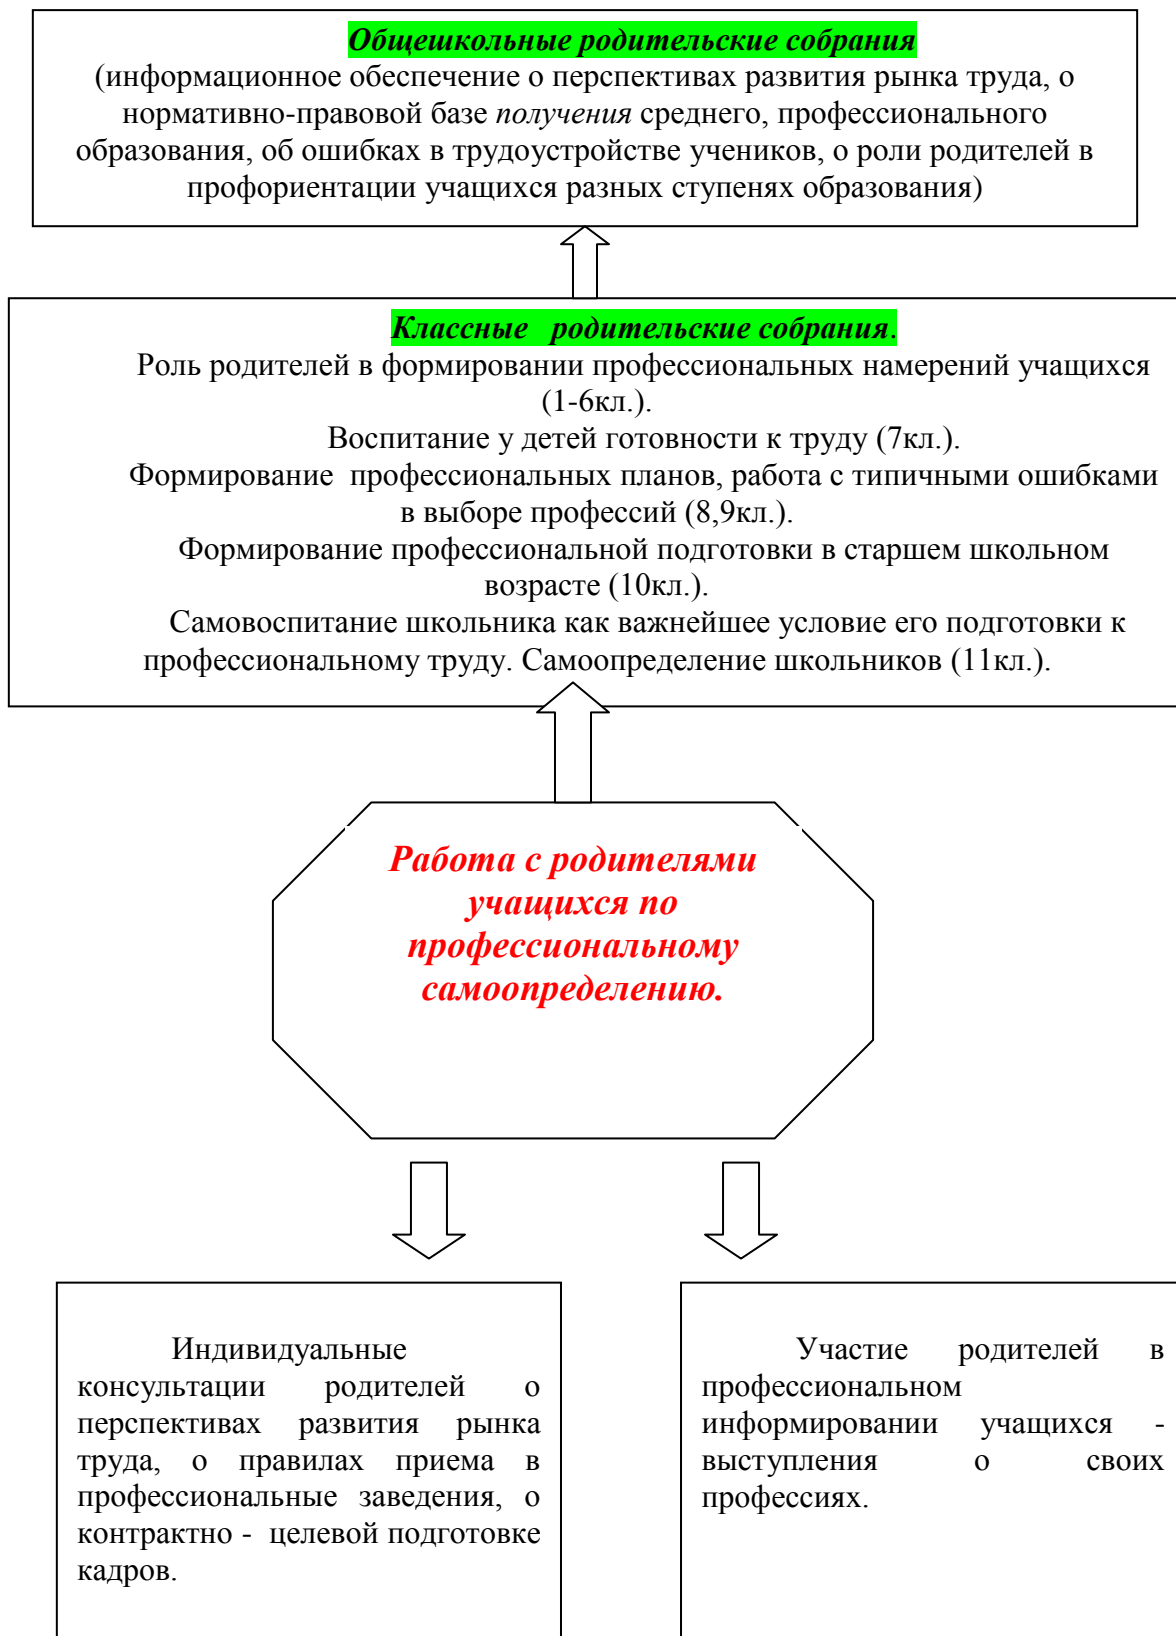 Общешкольные родительские собрания
(информационное обеспечение о перспективах развития рынка труда, о
нормативно-правовой базе получения среднего, профессионального
образования, об ошибках в трудоустройстве учеников, о роли родителей в
профориентации учащихся разных ступенях образования)
Классные родительские собрания.
Роль родителей в формировании профессиональных намерений учащихся
(1-6кл.).
Воспитание у детей готовности к труду (7кл.).
Формирование профессиональных планов, работа с типичными ошибками
в выборе профессий (8,9кл.).
Формирование профессиональной подготовки в старшем школьном
возрасте (10кл.).
Самовоспитание школьника как важнейшее условие его подготовки к
профессиональному труду. Самоопределение школьников (11кл.).
Работа с родителями
учащихся по
профессиональному
самоопределению.
Индивидуальные
консультации родителей о
перспективах развития рынка
труда, о правилах приема в
профессиональные заведения, о
контрактно - целевой подготовке
кадров.
Участие родителей в
профессиональном
информировании учащихся -
выступления о своих
профессиях.